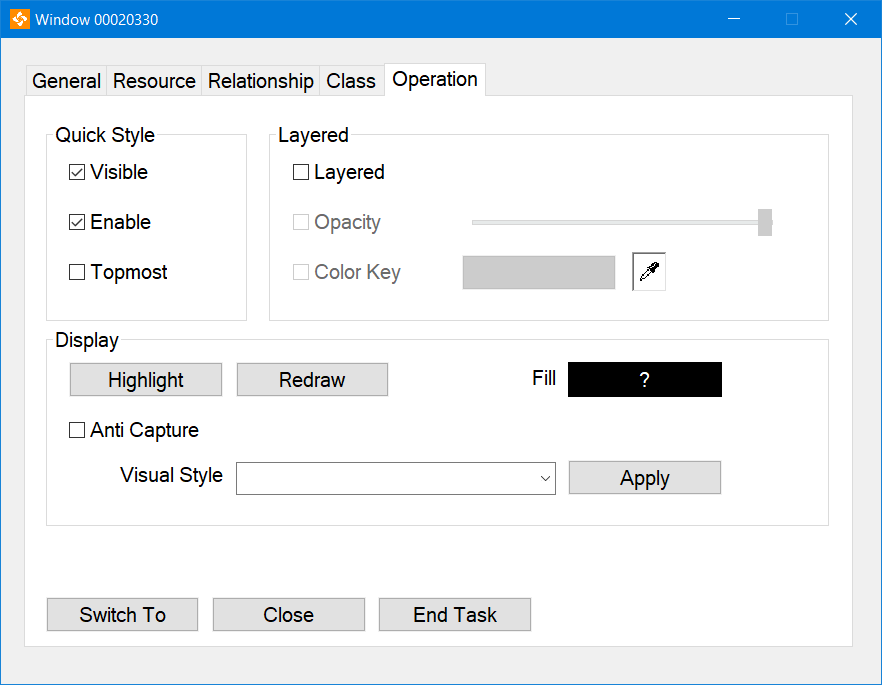 Window 00020330
General Resource Relationship Class Operation
Quick Style
Visible
Enable
Topmost
Layered
Layered
Opacity
Color Key
Display
Highlight Redraw Fill ?
Anti Capture
Visual Style Apply
Switch To Close End Task